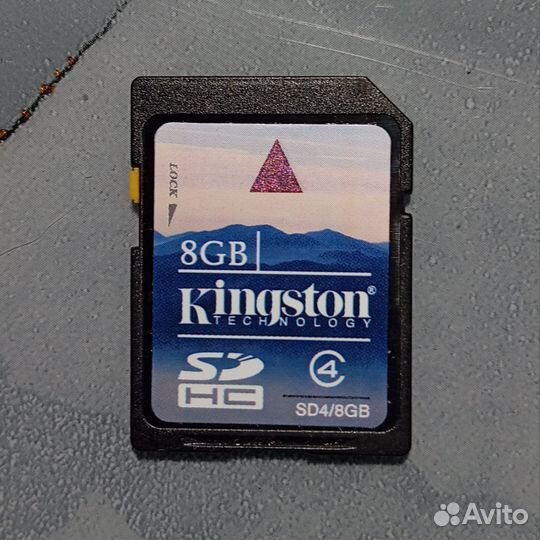 LOCK
8GB
Kingston®
TECHNOLOGY
SD
HC
4
SD4/8GB
Avito